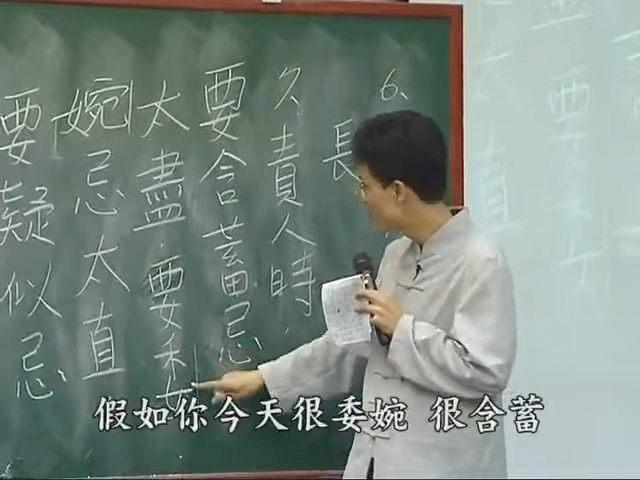 6、長
責人時
要含蓄忌
太盡.要委
婉忌太直
要疑似忌
假如你今天很委婉 很含蓄